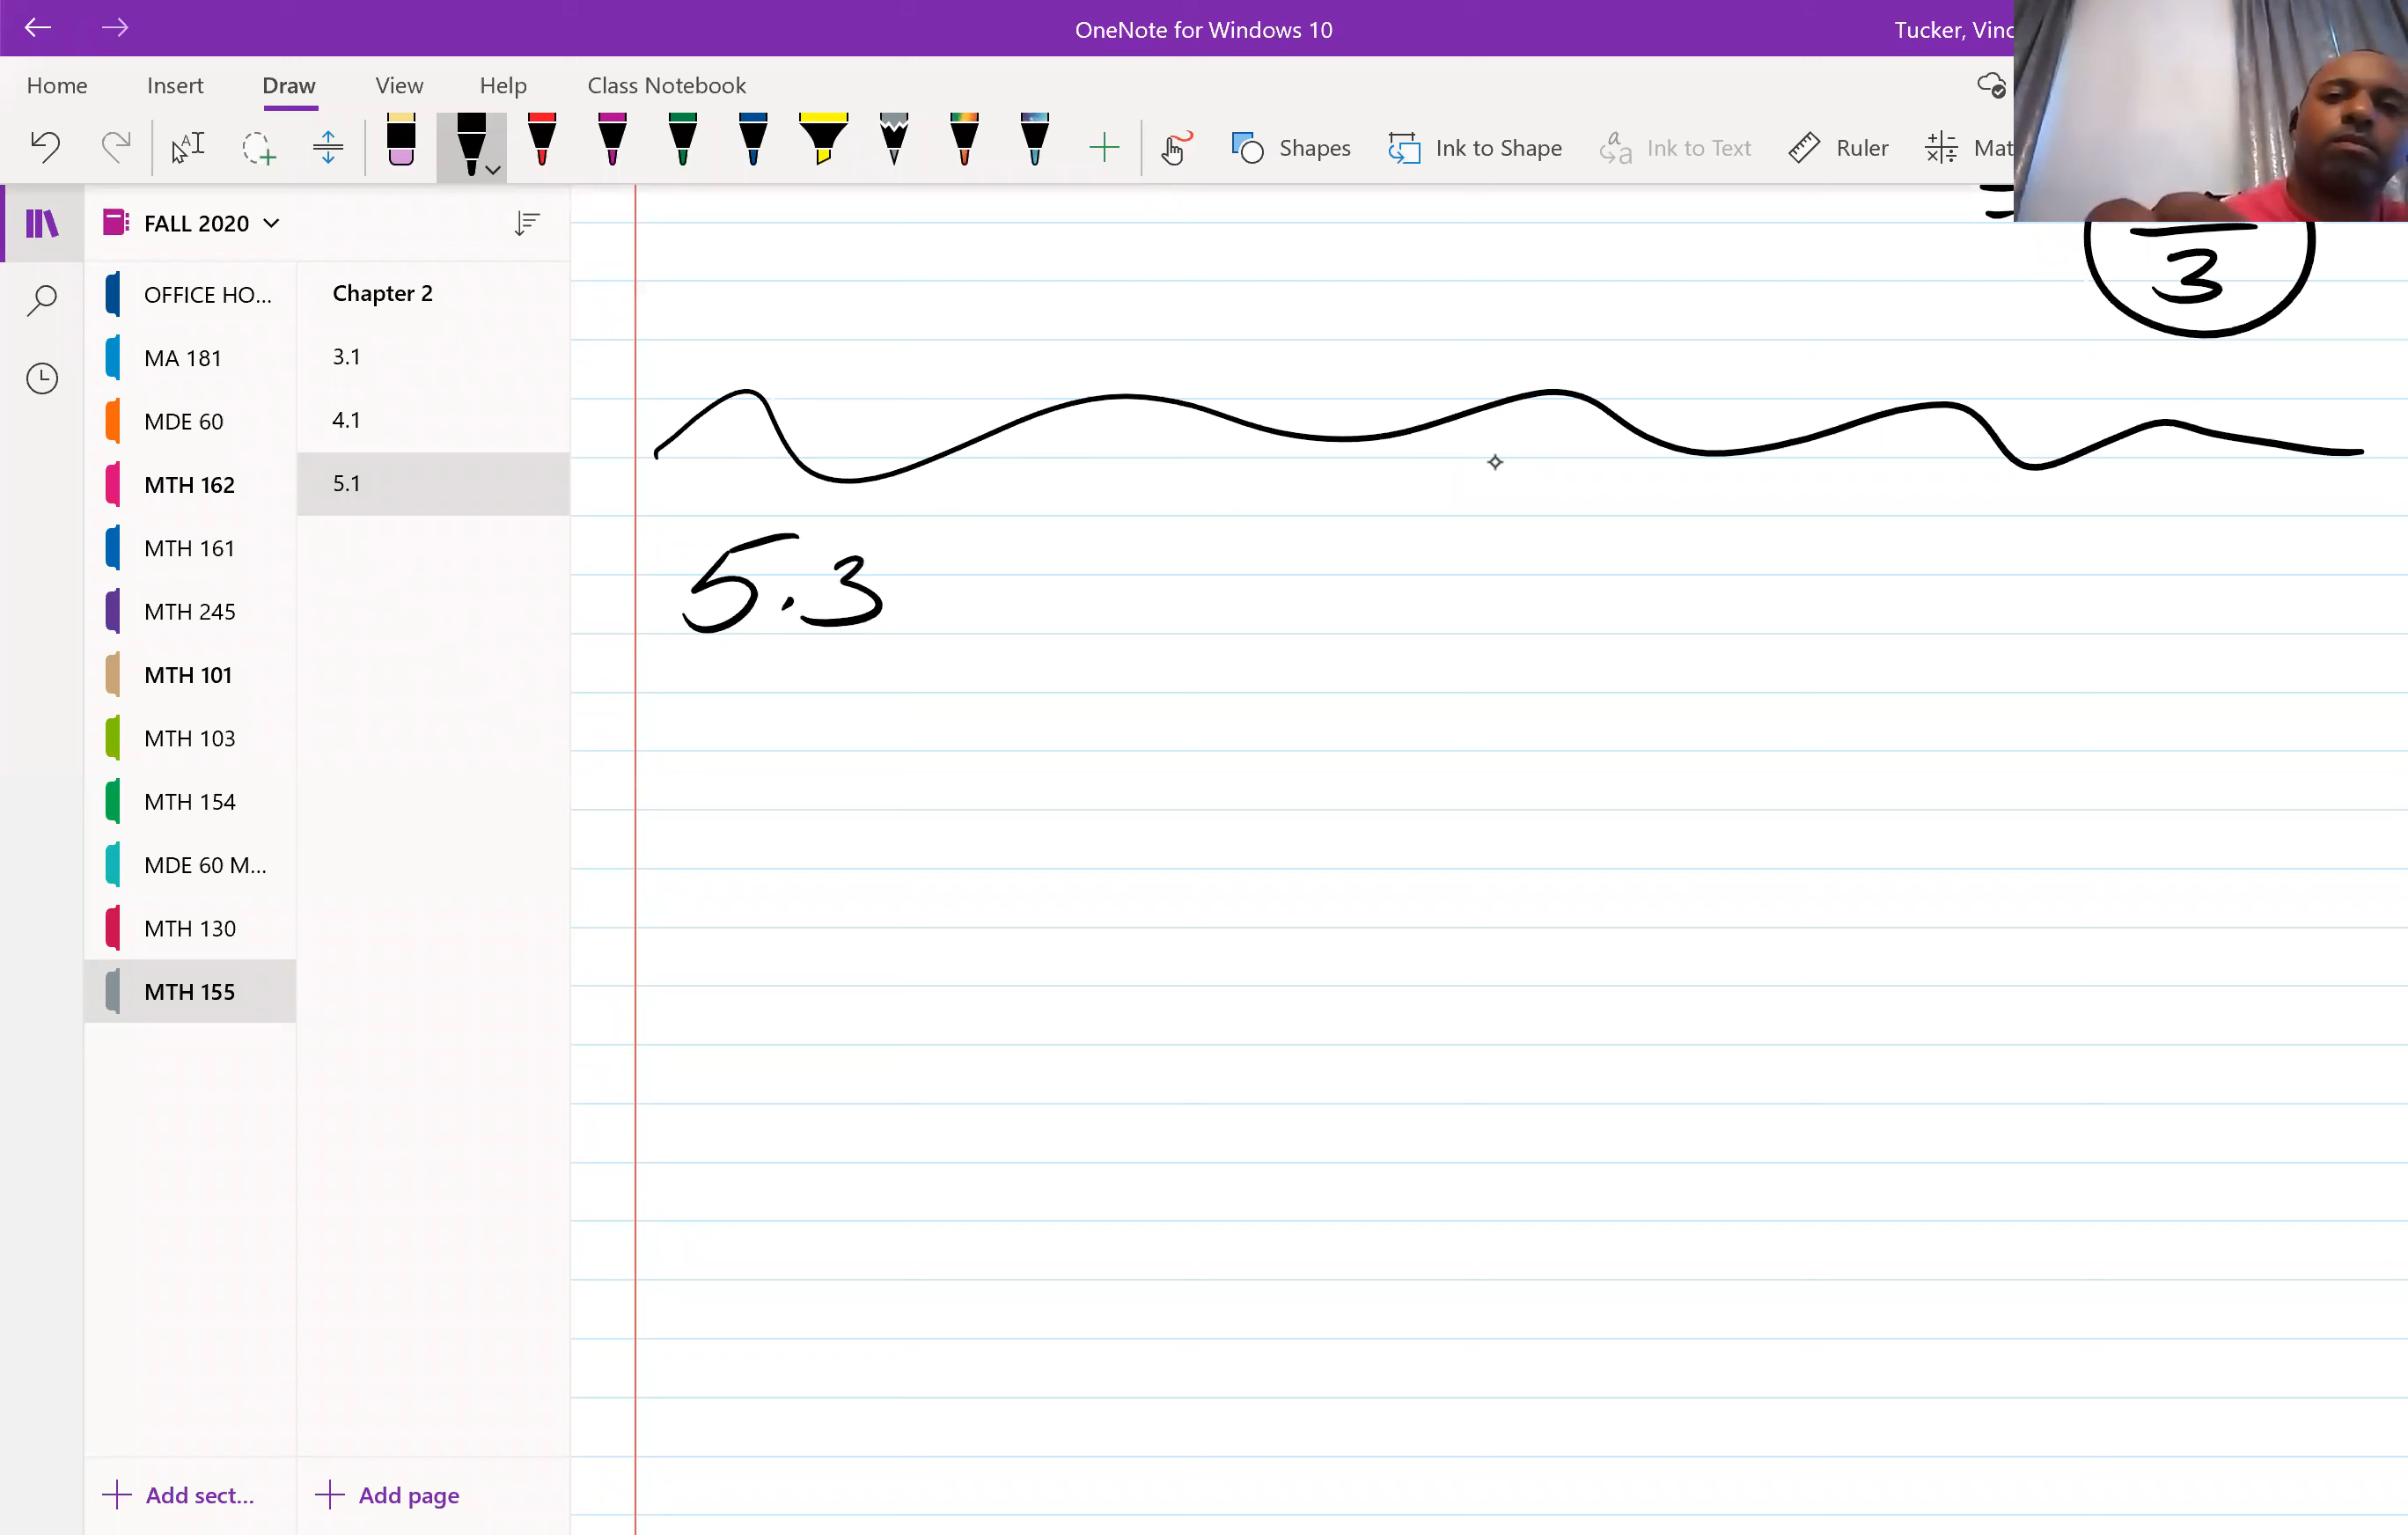 OneNote for Windows 10
Tucker, Vinc
Home Insert Draw View Help Class Notebook
Shapes Ink to Shape Ink to Text Ruler Mat
FALL 2020
OFFICE HO...
MA 181
MDE 60
MTH 162
MTH 161
MTH 245
MTH 101
MTH 103
MTH 154
MDE 60 M...
MTH 130
MTH 155
Add sect...
Chapter 2
3.1
4.1
5.1
Add page
3
5.3